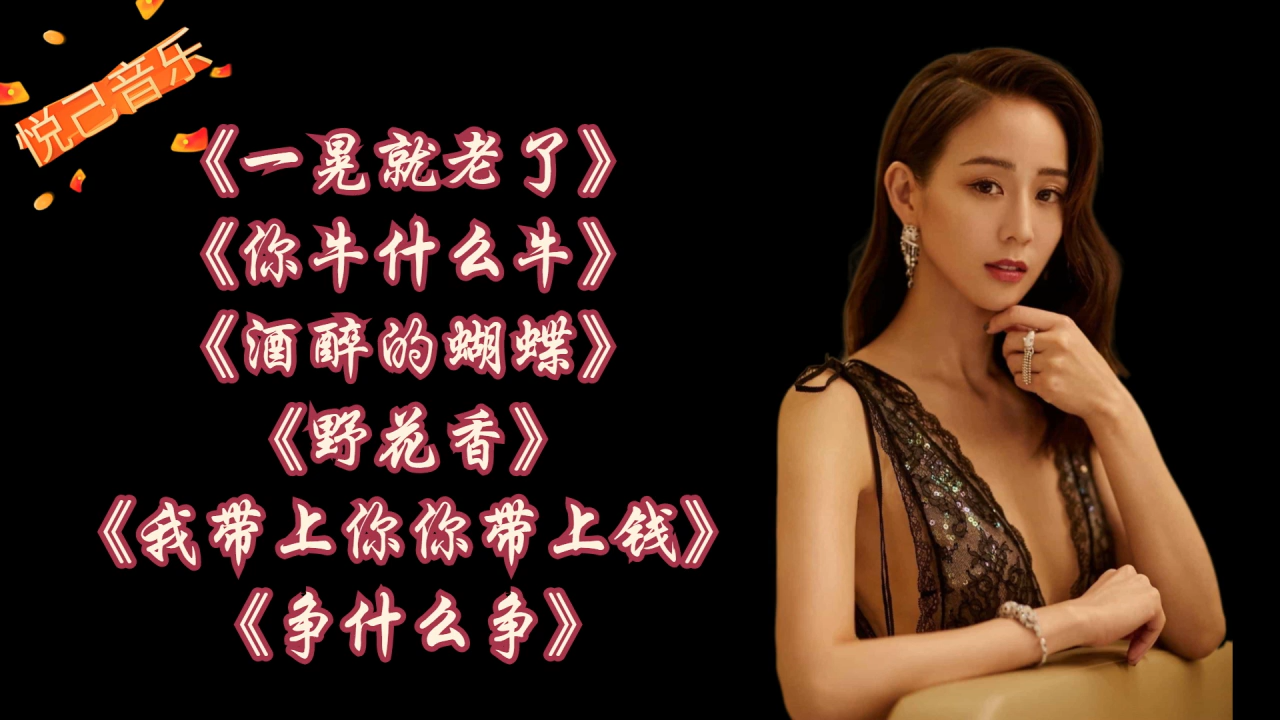 悦己音乐
《一晃就老了》
《你牛什么牛》
《酒醉的蝴蝶》
《野花香》
《我带上你你带上钱》
《争什么争》